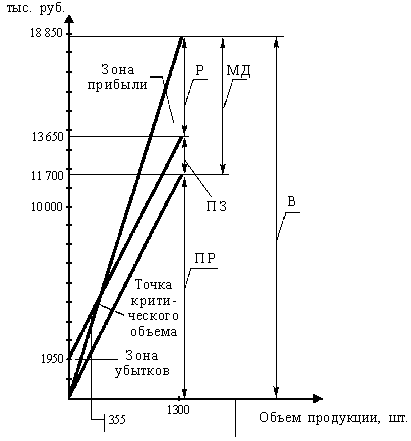 тыс. руб.
18 850
Зона
прибыли
Р
МД
13 650
11 700
ПЗ
10 000
В
ПР
Точка
крити-
ческого
объема
1950
Зона
убытков
355
1300
Объем продукции, шт.